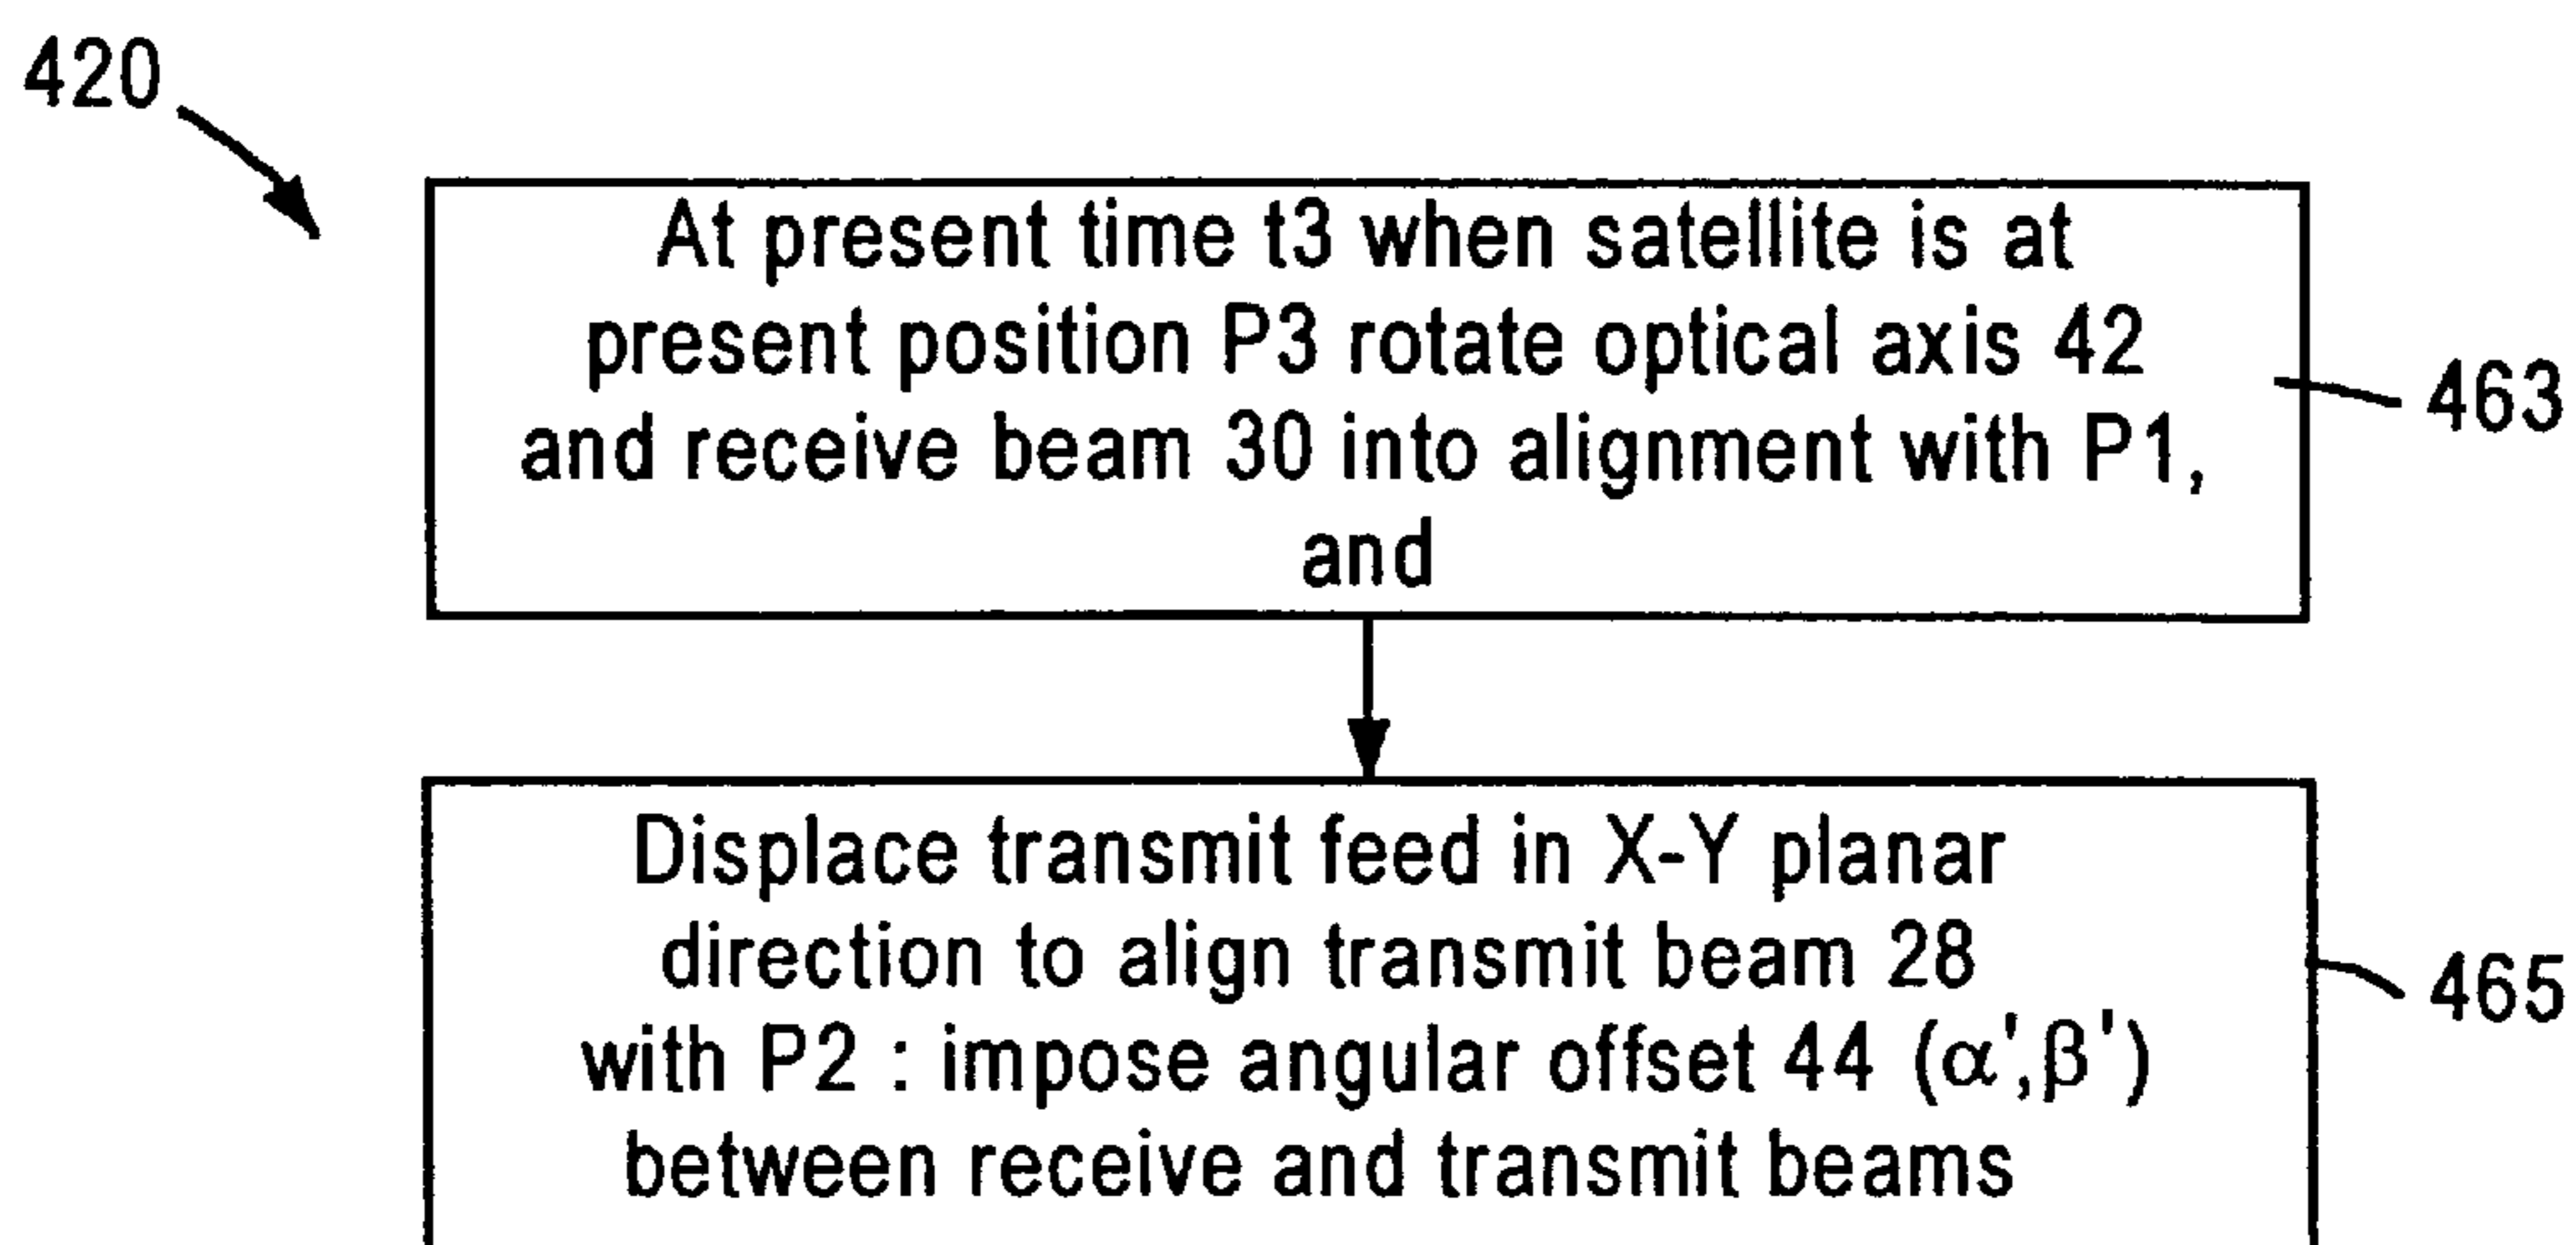 420
At present time t3 when satellite is at
present position P3 rotate optical axis 42
and receive beam 30 into alignment with P1,
and
463
Displace transmit feed in X-Y planar
direction to align transmit beam 28
with P2 : impose angular offset 44 (α',β')
between receive and transmit beams
465